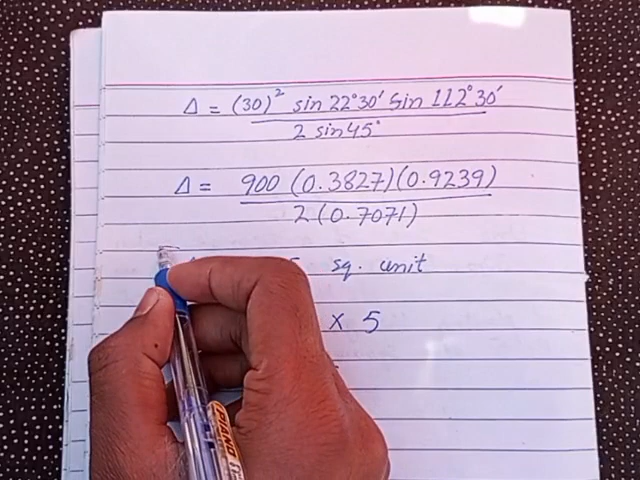 Δ = (30)² sin 22°30' sin 112°30'
2 sin 45°
Δ = 900 (0.3827)(0.9239)
2 (0.7071)
sq. unit
x 5
PIANO